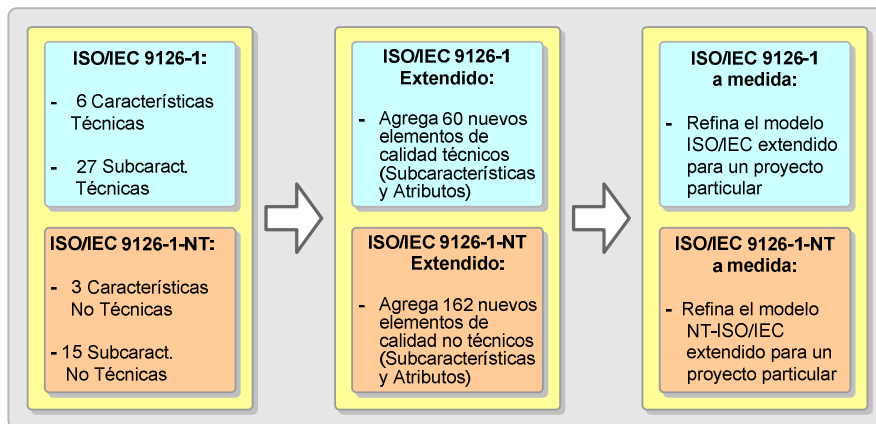 ISO/IEC 9126-1:
- 6 Características
Técnicas
- 27 Subcaract.
Técnicas
ISO/IEC 9126-1-NT:
- 3 Características
No Técnicas
- 15 Subcaract.
No Técnicas
ISO/IEC 9126-1
Extendido:
- Agrega 60 nuevos
elementos de
calidad técnicos
(Subcaracterísticas
y Atributos)
ISO/IEC 9126-1-NT
Extendido:
- Agrega 162 nuevos
elementos de
calidad no técnicos
(Subcaracterísticas
y Atributos)
ISO/IEC 9126-1
a medida:
- Refina el modelo
ISO/IEC extendido
para un proyecto
particular
ISO/IEC 9126-1-NT
a medida:
- Refina el modelo
NT-ISO/IEC
extendido para un
proyecto particular